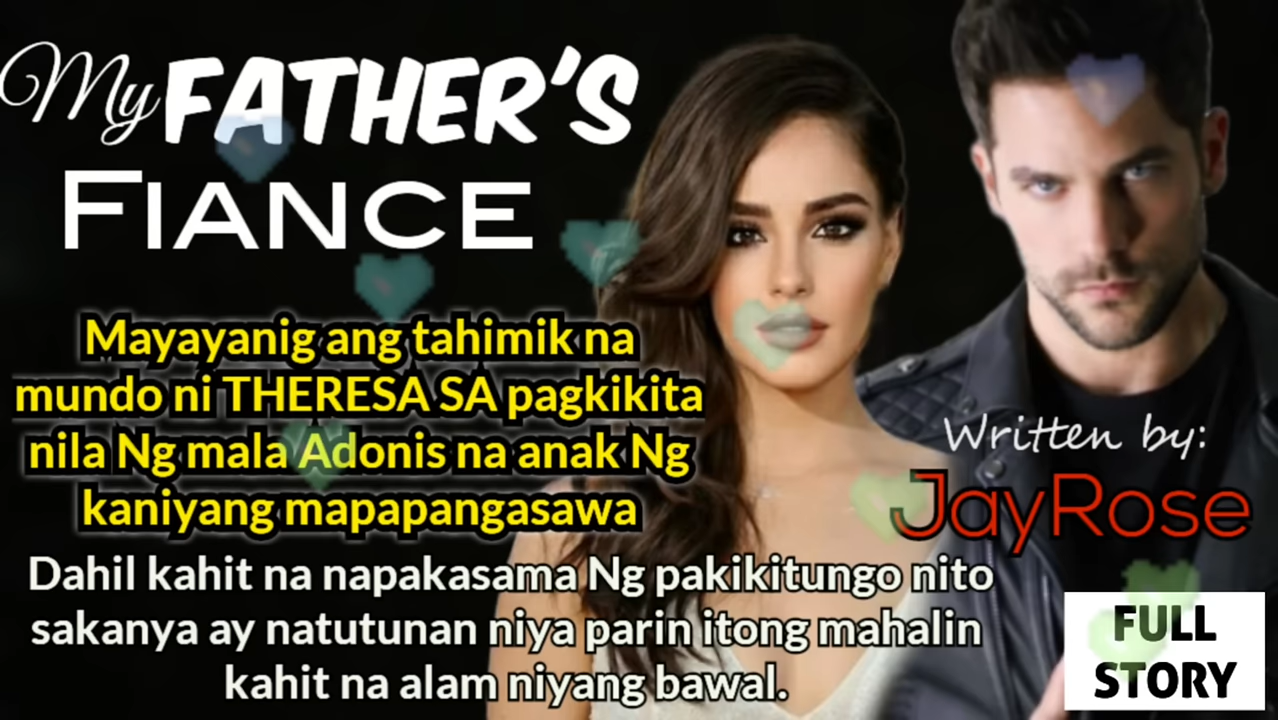 My FATHER'S
FIANCE
Mayayanig ang tahimik na
mundo ni THERESA SA pagkikita
nila Ng mala Adonis na anak Ng
kaniyang mapapangasawa
Written by:
JayRose
Dahil kahit na napakasama Ng pakikitungo nito
sakanya ay natutunan niya parin itong mahalin
kahit na alam niyang bawal.
FULL
STORY